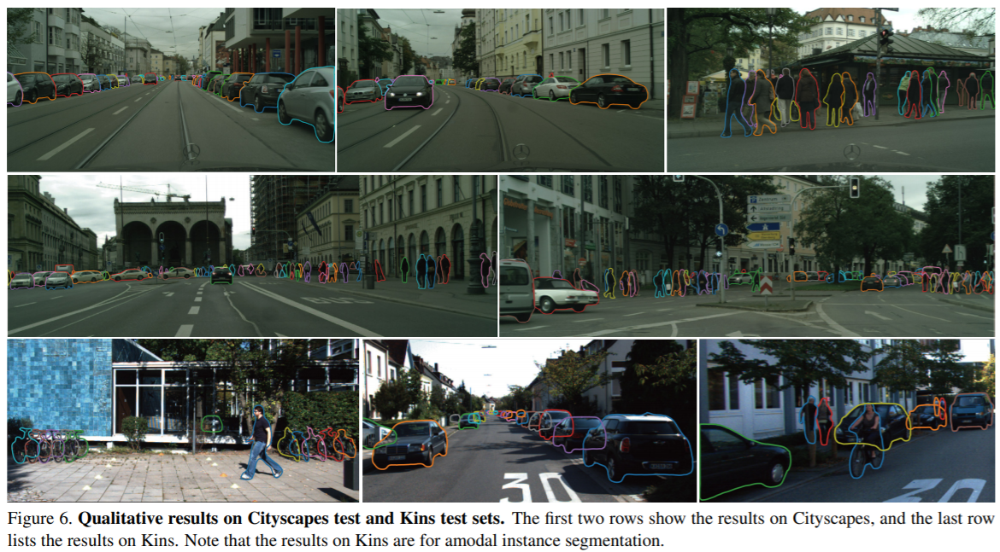 30
30
Figure 6. Qualitative results on Cityscapes test and Kins test sets. The first two rows show the results on Cityscapes, and the last row
lists the results on Kins. Note that the results on Kins are for amodal instance segmentation.